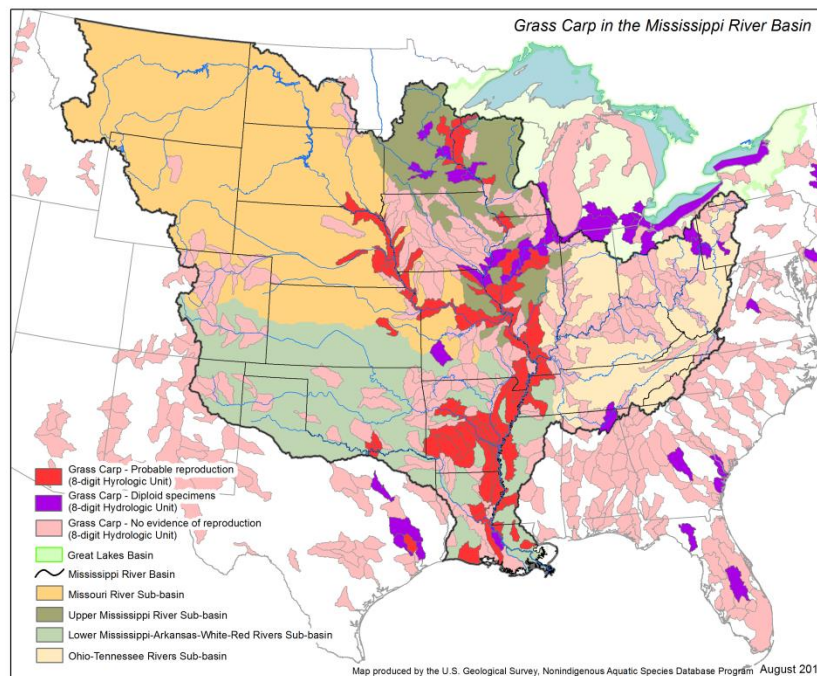 Grass Carp in the Mississippi River Basin
Grass Carp - Probable reproduction
(8-digit Hyrologic Unit)
Grass Carp - Diploid specimens
(8-digit Hydrologic Unit)
Grass Carp - No evidence of reproduction
(8-digit Hydrologic Unit)
Great Lakes Basin
Mississippi River Basin
Missouri River Sub-basin
Upper Mississippi River Sub-basin
Lower Mississippi-Arkansas-White-Red Rivers Sub-basin
Ohio-Tennessee Rivers Sub-basin
Map produced by the U.S. Geological Survey, Nonindigenous Aquatic Species Database Program August 201